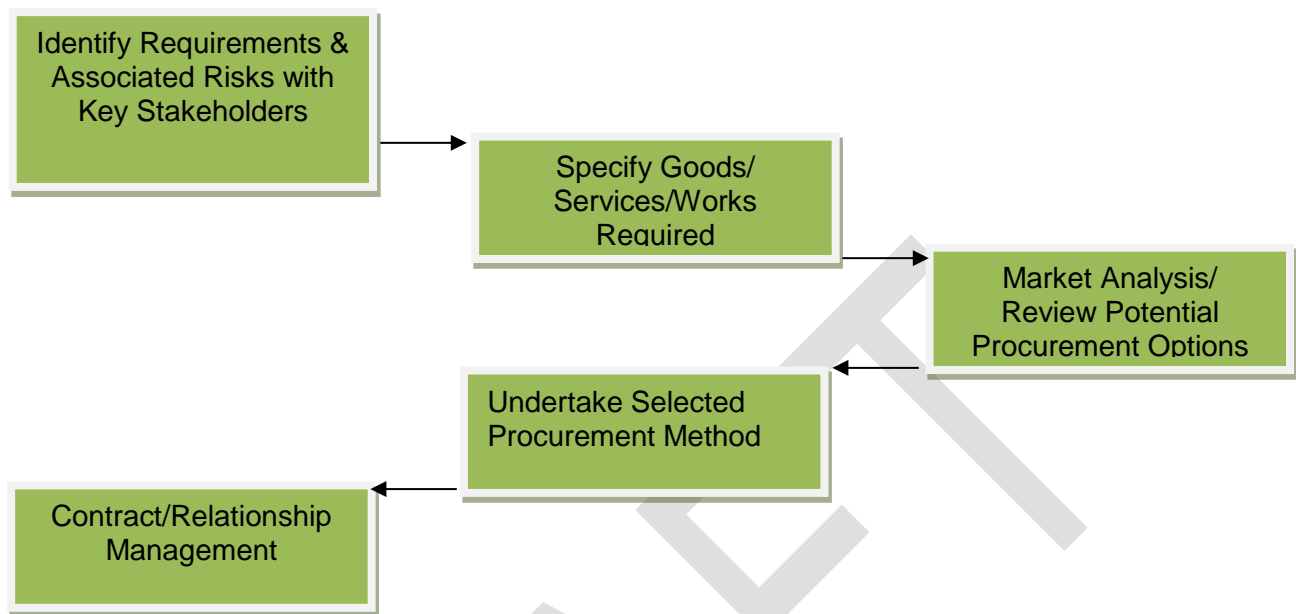 Identify Requirements &
Associated Risks with
Key Stakeholders
Specify Goods/
Services/Works
Required
Market Analysis/
Review Potential
Procurement Options
Undertake Selected
Procurement Method
Contract/Relationship
Management